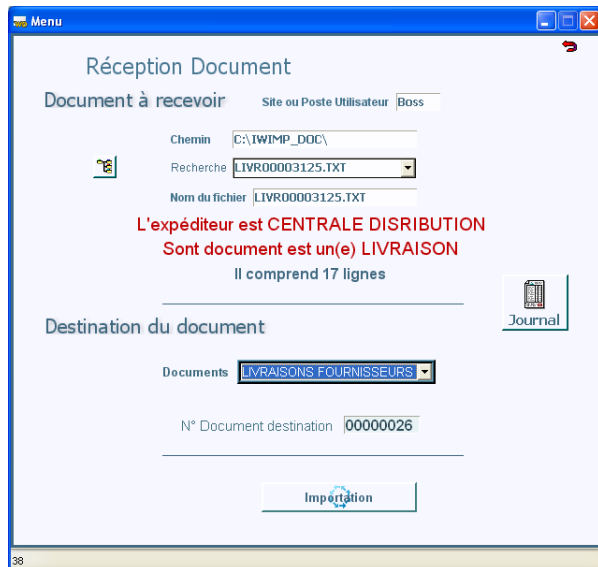 Menu
Réception Document
Document à recevoir Site ou Poste Utilisateur Boss
Chemin C:\IWIMP_DOC\
Recherche LIVR00003125.TXT
Nom du fichier LIVR00003125.TXT
L'expéditeur est CENTRALE DISRIBUTION
Sont document est un(e) LIVRAISON
Il comprend 17 lignes
Journal
Destination du document
Documents LIVRAISONS FOURNISSEURS
N° Document destination 00000026
Importation
38